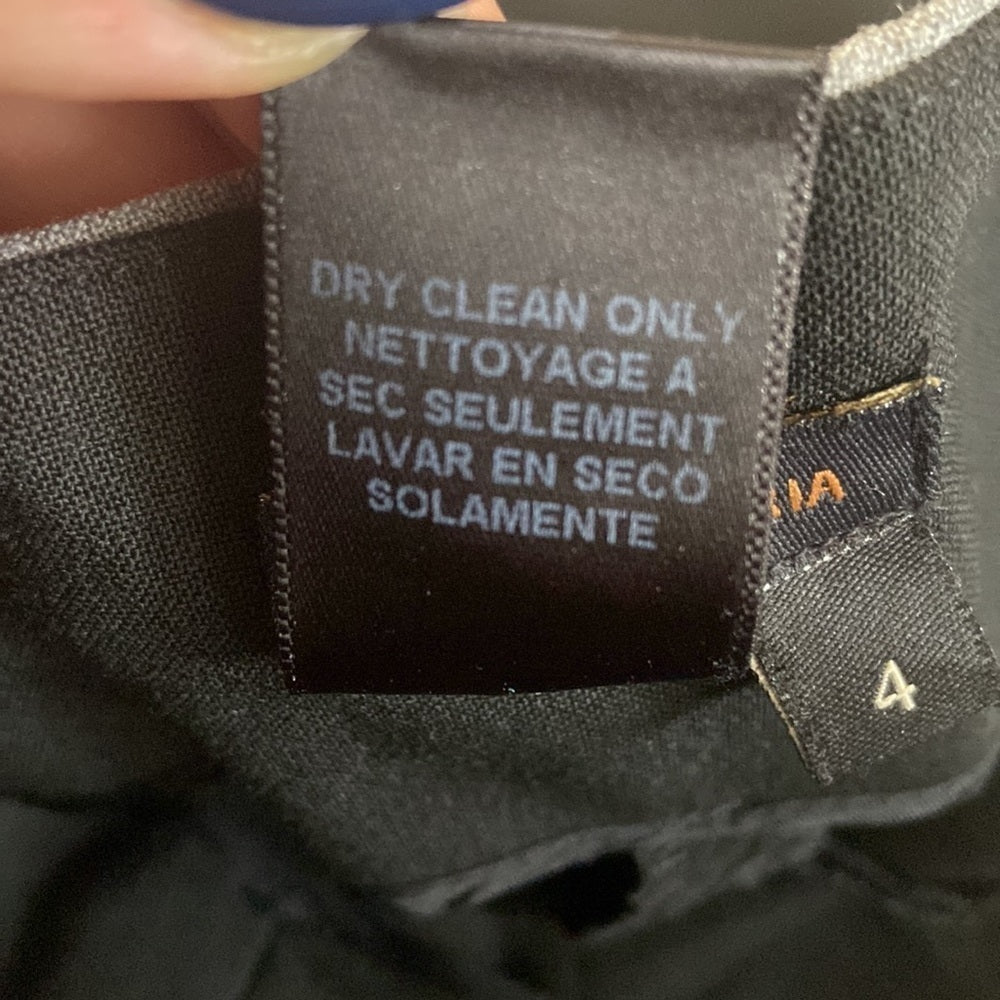 DRY CLEAN ONLY
NETTOYAGE A
SEC SEULEMENT
LAVAR EN SECO
SOLAMENTE
4